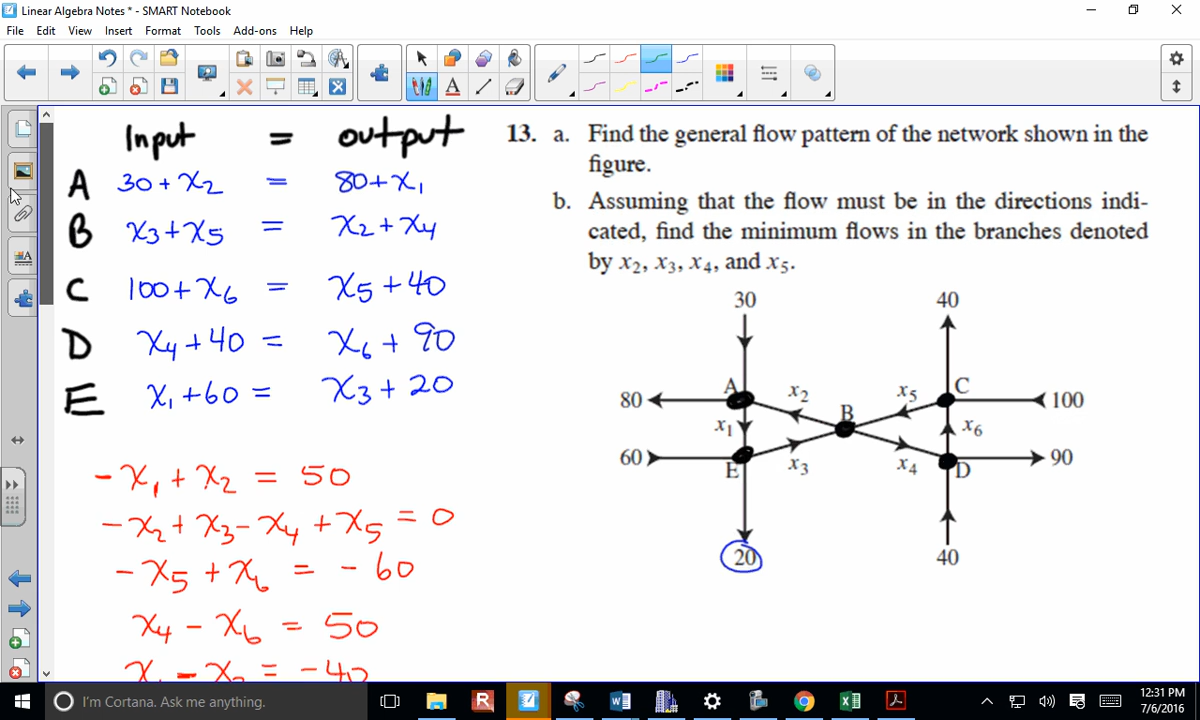 Linear Algebra Notes * - SMART Notebook
File Edit View Insert Format Tools Add-ons Help
Input = output
A 30 + x₂ = 80 + x₁
B x₃ + x₅ = x₂ + x₄
C 100 + x₆ = x₅ + 40
D x₄ + 40 = x₆ + 90
E x₁ + 60 = x₃ + 20
-x₁ + x₂ = 50
-x₂ + x₃ - x₄ + x₅ = 0
-x₅ + x₆ = -60
x₄ - x₆ = 50
x₁ - x₃ = -40
13. a. Find the general flow pattern of the network shown in the
figure.
b. Assuming that the flow must be in the directions indi-
cated, find the minimum flows in the branches denoted
by x₂, x₃, x₄, and x₅.
30 40
A x₂ x₅ C
80 B 100
x₁ x₆
60 90
E x₃ x₄ D
20 40
I'm Cortana. Ask me anything.
12:31 PM
7/6/2016